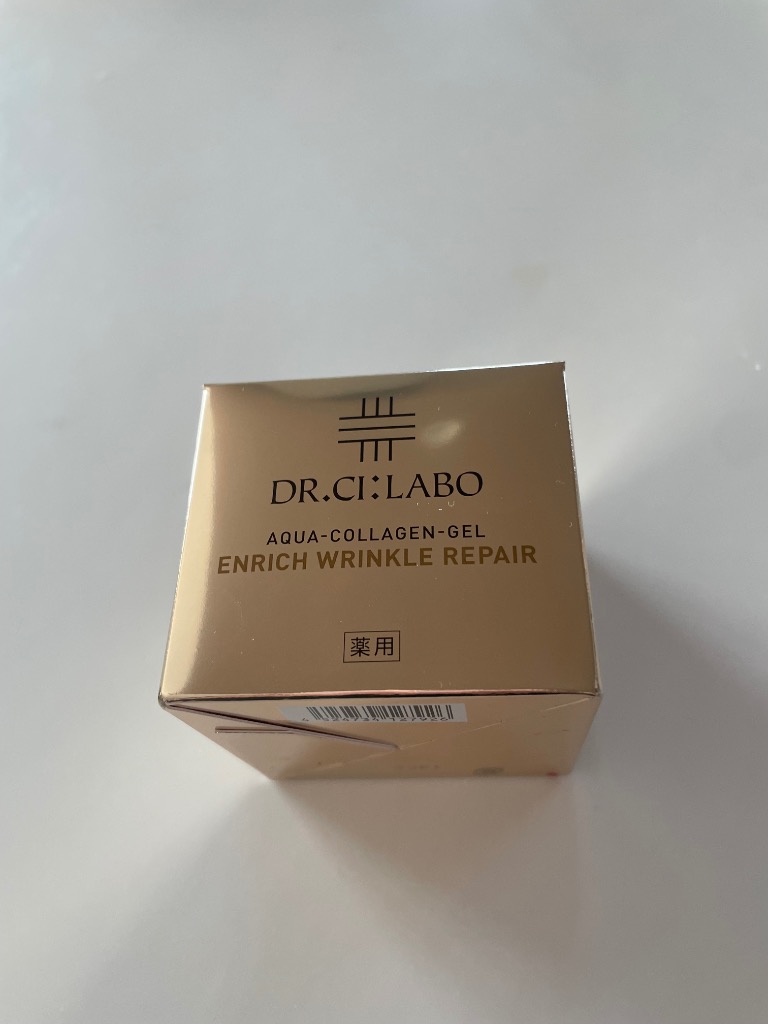 DR.CI:LABO
AQUA-COLLAGEN-GEL
ENRICH WRINKLE REPAIR
薬用